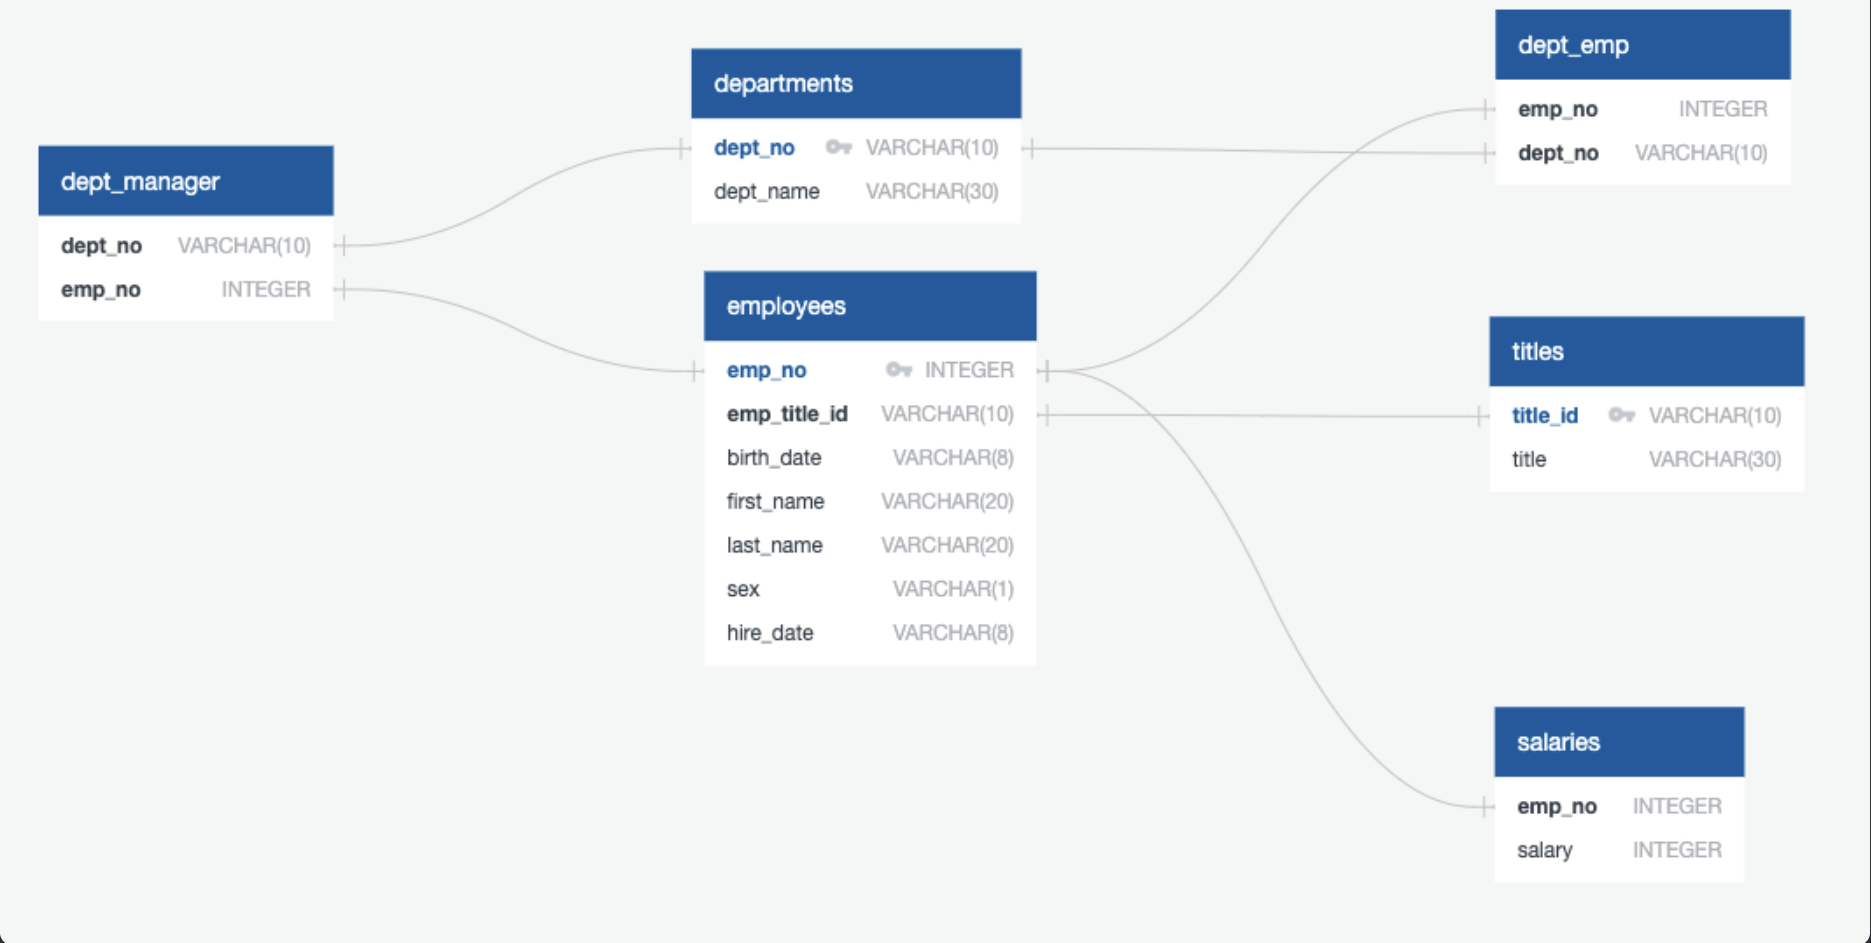 dept_manager
dept_no VARCHAR(10)
emp_no INTEGER
departments
dept_no VARCHAR(10)
dept_name VARCHAR(30)
employees
emp_no INTEGER
emp_title_id VARCHAR(10)
birth_date VARCHAR(8)
first_name VARCHAR(20)
last_name VARCHAR(20)
sex VARCHAR(1)
hire_date VARCHAR(8)
dept_emp
emp_no INTEGER
dept_no VARCHAR(10)
titles
title_id VARCHAR(10)
title VARCHAR(30)
salaries
emp_no INTEGER
salary INTEGER